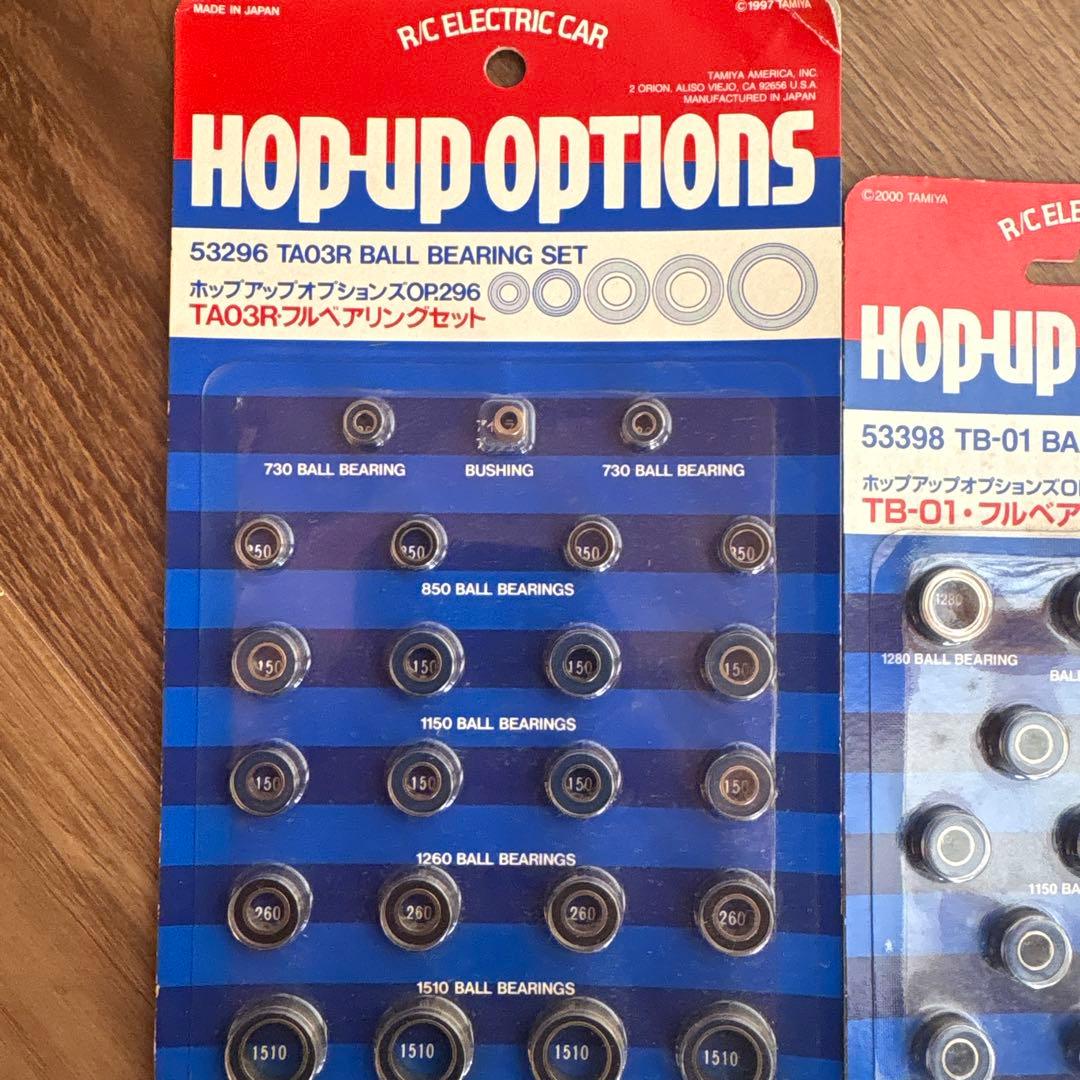 MADE IN JAPAN
©1997 TAMIYA
R/C ELECTRIC CAR
TAMIYA AMERICA, INC.
2 ORION, ALISO VIEJO, CA 92656 U.S.A.
MANUFACTURED IN JAPAN
HOP-UP OPTIONS
53296 TA03R BALL BEARING SET
ホップアップオプションズOP.296
TA03R・フルベアリングセット
730 BALL BEARING
BUSHING
730 BALL BEARING
850 850 850 850
850 BALL BEARINGS
150 150 150 150
1150 BALL BEARINGS
150 150 150 150
1260 BALL BEARINGS
260 260 260 260
1510 BALL BEARINGS
1510 1510 1510 1510
©2000 TAMIYA
R/C ELE
HOP-UP
53398 TB-01 BA
ホップアップオプションズO
TB-01・フルベア
1280
1280 BALL BEARING
BALL
1150 BA